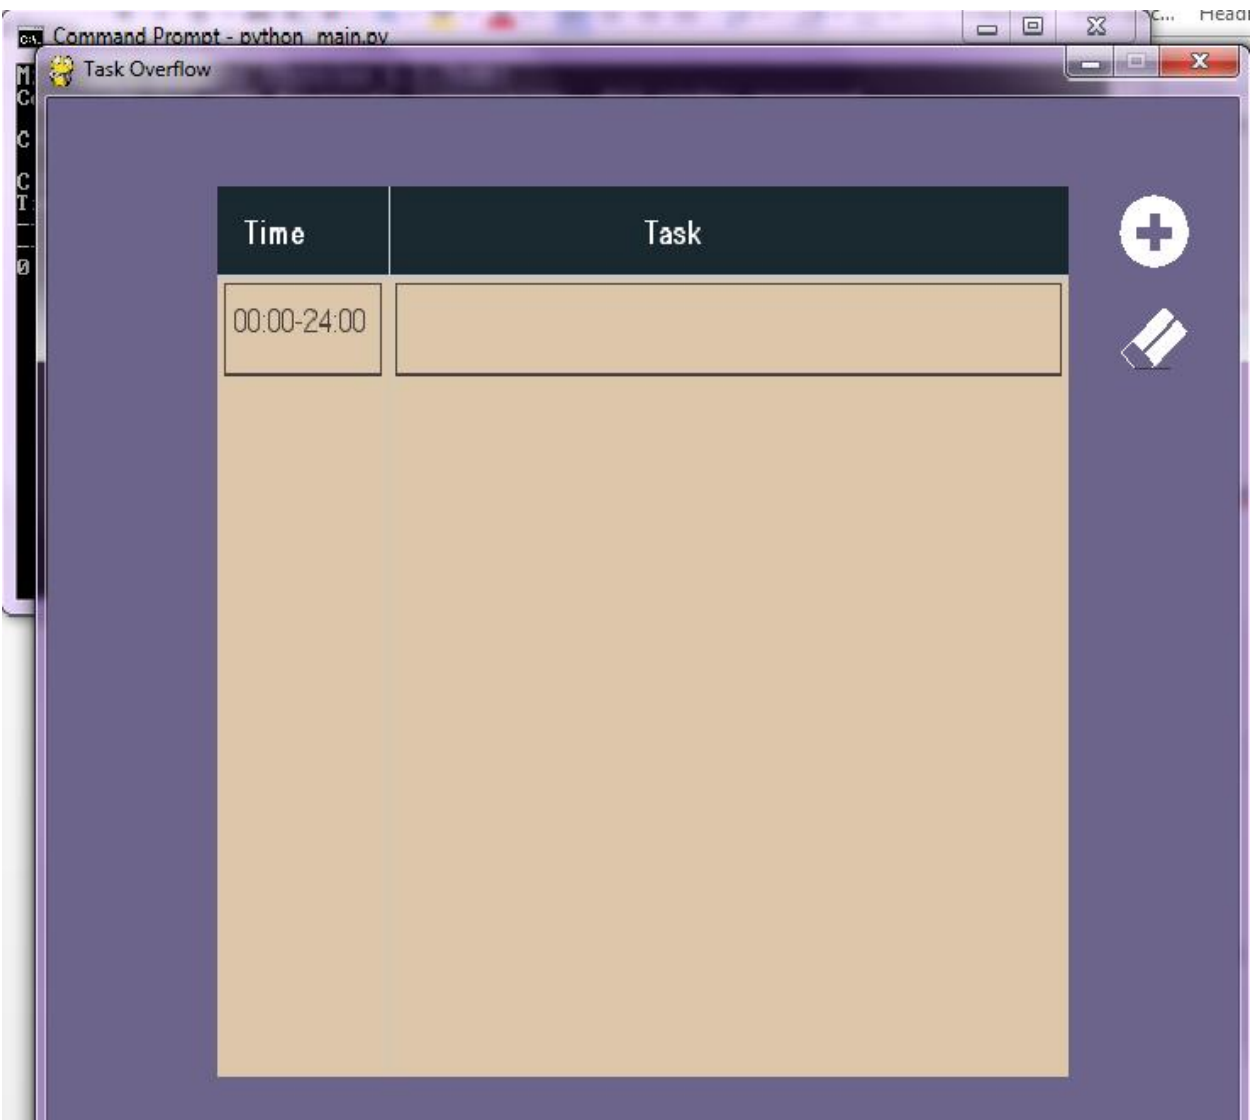 Command Prompt - python main.py
Task Overflow
Time
Task
00:00-24:00